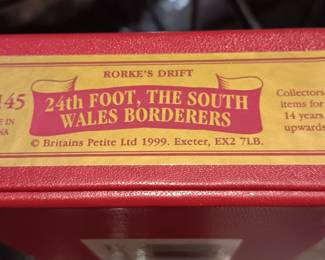 RORKE'S DRIFT
145
24th FOOT, THE SOUTH
WALES BORDERERS
© Britains Petite Ltd 1999. Exeter, EX2 7LB.
Collectors
items for
14 years
upwards